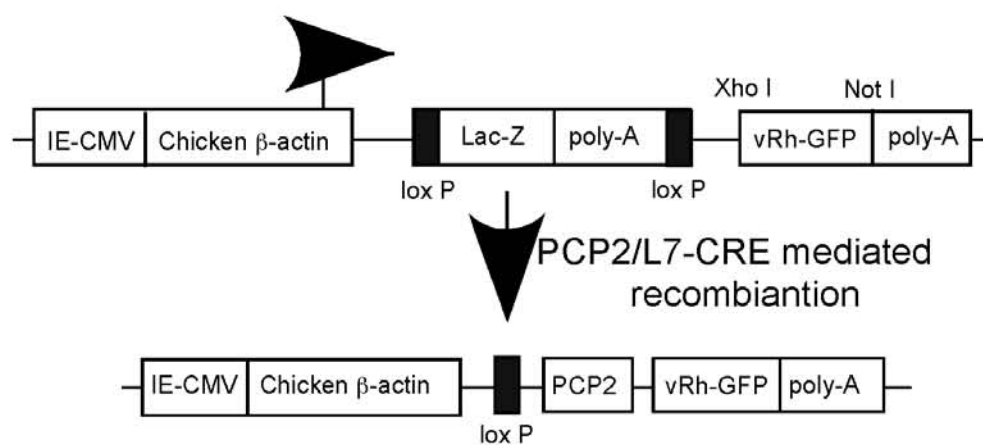 Xho I Not I
IE-CMV Chicken β-actin Lac-Z poly-A vRh-GFP poly-A
lox P lox P
PCP2/L7-CRE mediated
recombiantion
IE-CMV Chicken β-actin PCP2 vRh-GFP poly-A
lox P